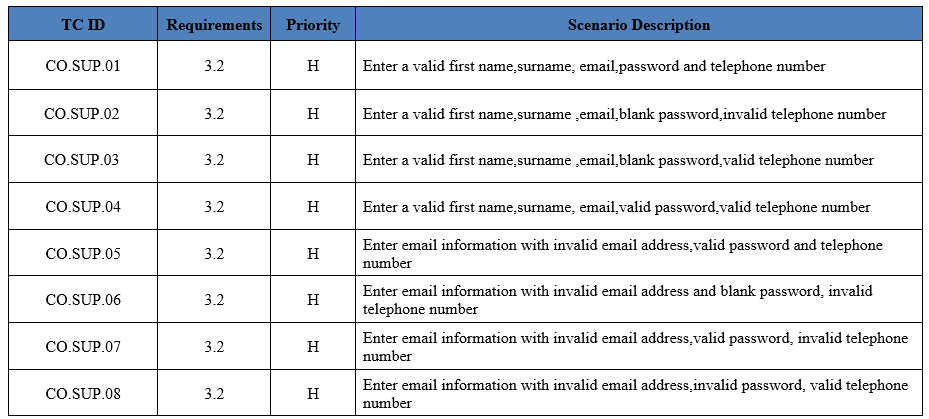 TC ID Requirements Priority Scenario Description
CO.SUP.01 3.2 H Enter a valid first name,surname, email,password and telephone number
CO.SUP.02 3.2 H Enter a valid first name,surname ,email,blank password,invalid telephone number
CO.SUP.03 3.2 H Enter a valid first name,surname ,email,blank password,valid telephone number
CO.SUP.04 3.2 H Enter a valid first name,surname, email,valid password,valid telephone number
CO.SUP.05 3.2 H Enter email information with invalid email address,valid password and telephone
number
CO.SUP.06 3.2 H Enter email information with invalid email address and blank password, invalid
telephone number
CO.SUP.07 3.2 H Enter email information with invalid email address,valid password, invalid telephone
number
CO.SUP.08 3.2 H Enter email information with invalid email address,invalid password, valid telephone
number